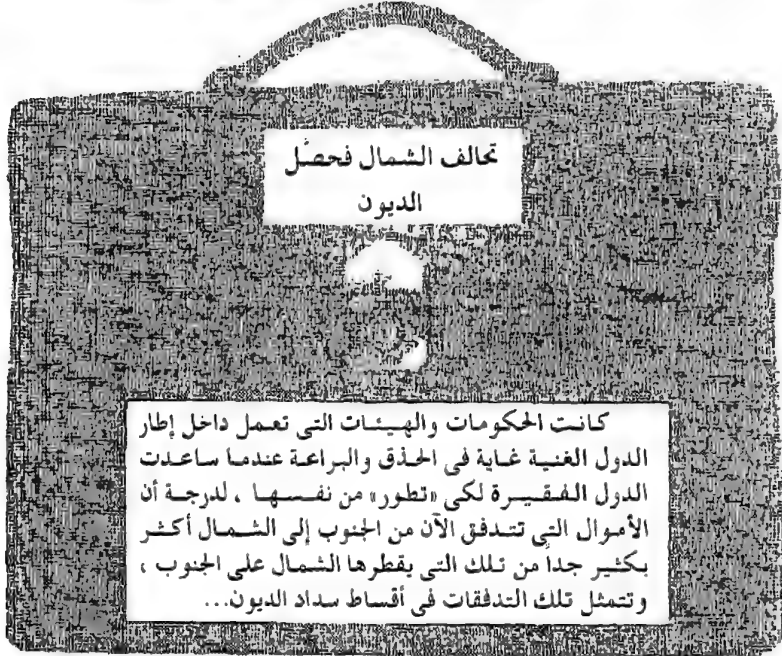 تحالف الشمال فحصَّل
الديون
كانت الحكومات والهيئات التى تعمل داخل إطار
الدول الغنية غاية فى الحذق والبراعة عندما ساعدت
الدول الفقيرة لكى «تطور» من نفسها ، لدرجة أن
الأموال التى تتدفق الآن من الجنوب إلى الشمال أكثر
بكثير جداً من تلك التى يقطرها الشمال على الجنوب ،
وتتمثل تلك التدفقات فى أقساط سداد الديون...